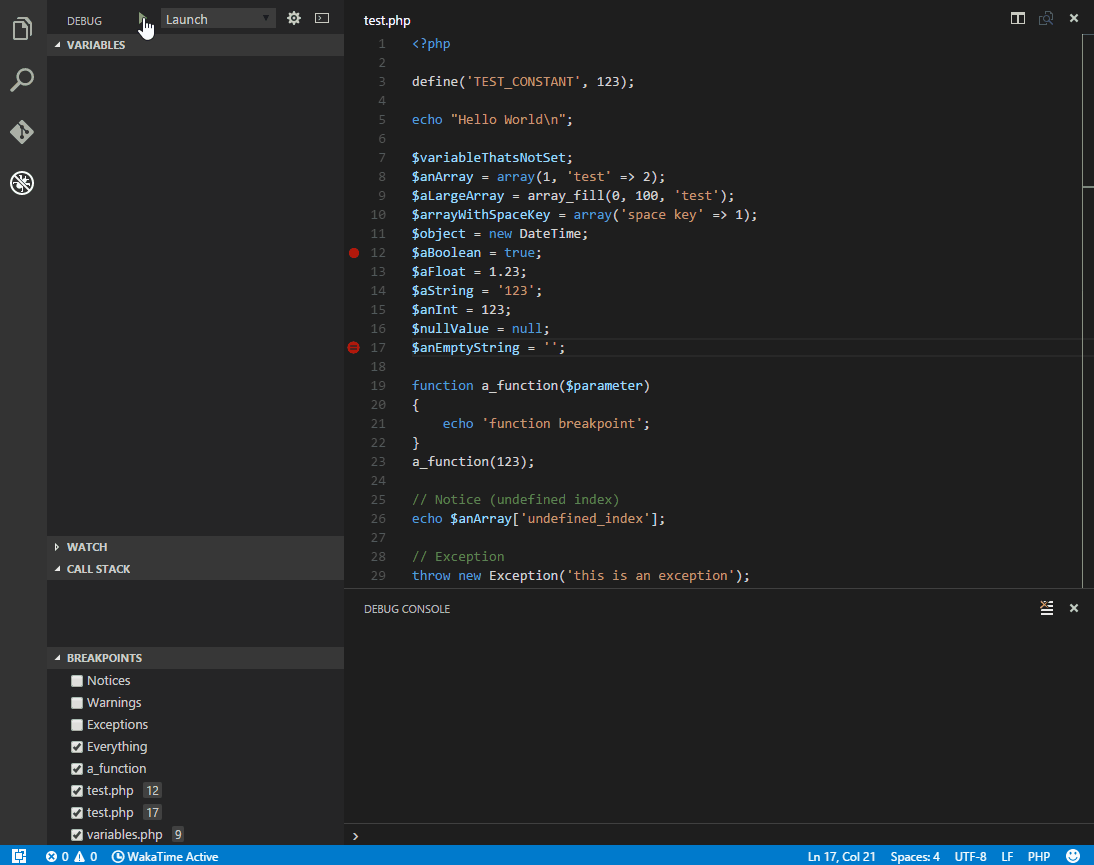 DEBUG
Launch
VARIABLES
WATCH
CALL STACK
BREAKPOINTS
Notices
Warnings
Exceptions
Everything
a_function
test.php 12
test.php 17
variables.php 9
test.php
1 <?php
2
3 define('TEST_CONSTANT', 123);
4
5 echo "Hello World\n";
6
7 $variableThatsNotSet;
8 $anArray = array(1, 'test' => 2);
9 $aLargeArray = array_fill(0, 100, 'test');
10 $arrayWithSpaceKey = array('space key' => 1);
11 $object = new DateTime;
12 $aBoolean = true;
13 $aFloat = 1.23;
14 $aString = '123';
15 $anInt = 123;
16 $nullValue = null;
17 $anEmptyString = '';
18
19 function a_function($parameter)
20 {
21     echo 'function breakpoint';
22 }
23 a_function(123);
24
25 // Notice (undefined index)
26 echo $anArray['undefined_index'];
27
28 // Exception
29 throw new Exception('this is an exception');
DEBUG CONSOLE
>
0 0 WakaTime Active Ln 17, Col 21 Spaces: 4 UTF-8 LF PHP